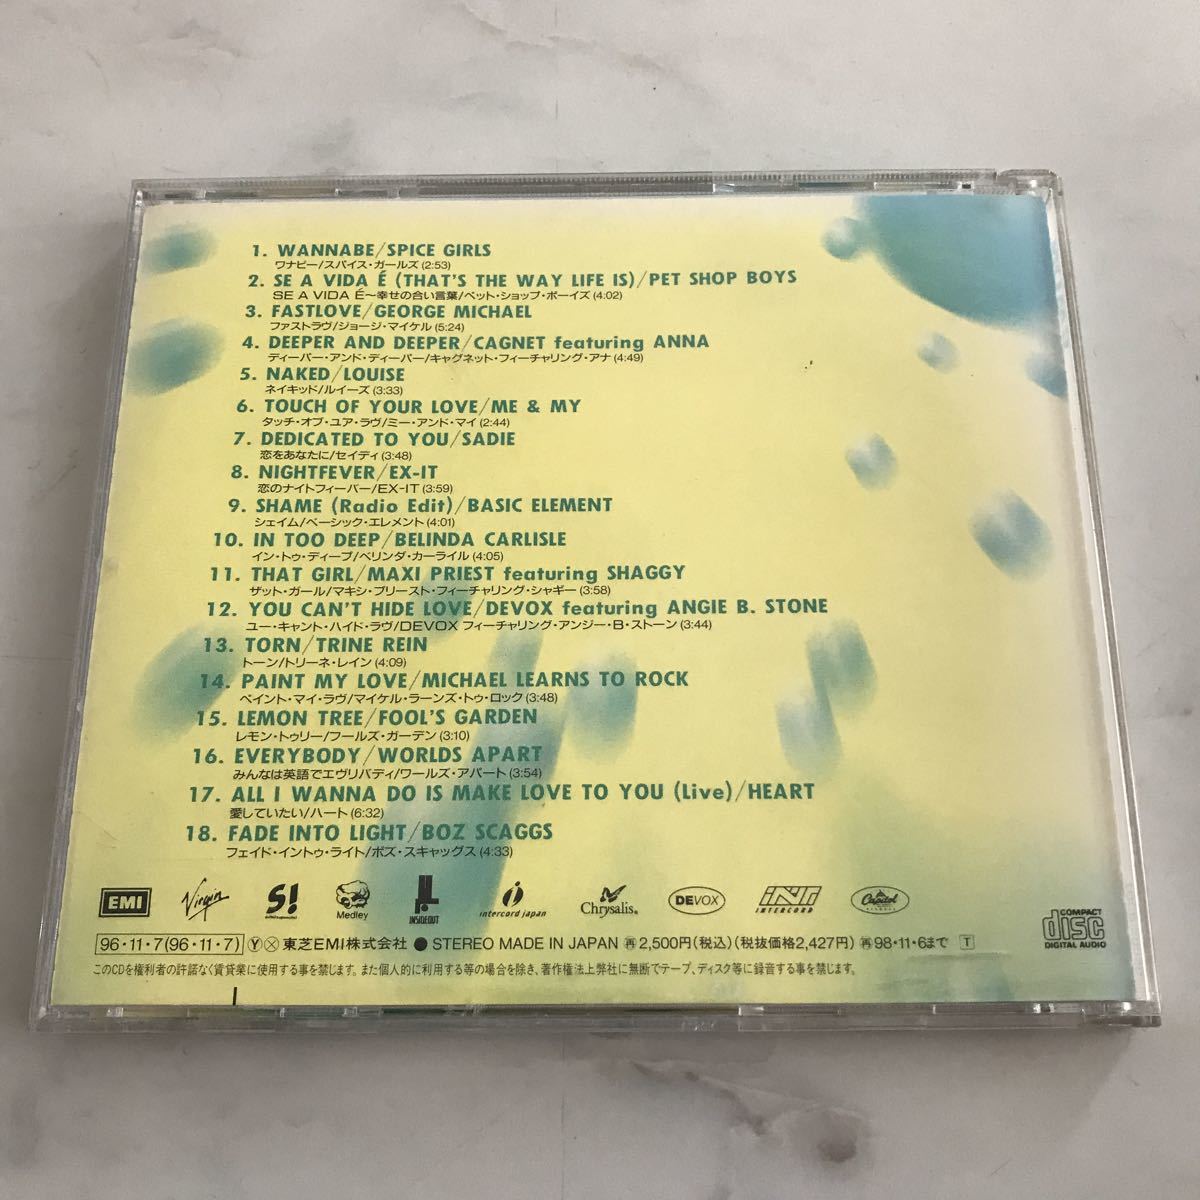 1. WANNABE/SPICE GIRLS
ワナビー/スパイス・ガールズ (2:53)
2. SE A VIDA É (THAT'S THE WAY LIFE IS)/PET SHOP BOYS
SE A VIDA É〜幸せの合い言葉/ペット・ショップ・ボーイズ (4:02)
3. FASTLOVE/GEORGE MICHAEL
ファストラヴ/ジョージ・マイケル (5:24)
4. DEEPER AND DEEPER/CAGNET featuring ANNA
ディーパー・アンド・ディーパー/キャグネット・フィーチャリング・アナ (4:49)
5. NAKED/LOUISE
ネイキッド/ルイーズ (3:33)
6. TOUCH OF YOUR LOVE/ME & MY
タッチ・オブ・ユア・ラヴ/ミー・アンド・マイ (2:44)
7. DEDICATED TO YOU/SADIE
恋をあなたに/セイディ (3:48)
8. NIGHTFEVER/EX-IT
恋のナイトフィーバー/EX-IT (3:59)
9. SHAME (Radio Edit)/BASIC ELEMENT
シェイム/ベーシック・エレメント (4:01)
10. IN TOO DEEP/BELINDA CARLISLE
イン・トゥ・ディープ/ベリンダ・カーライル (4:05)
11. THAT GIRL/MAXI PRIEST featuring SHAGGY
ザット・ガール/マキシ・プリースト・フィーチャリング・シャギー (3:58)
12. YOU CAN'T HIDE LOVE/DEVOX featuring ANGIE B. STONE
ユー・キャント・ハイド・ラヴ/DEVOX フィーチャリング・アンジー・B・ストーン (3:44)
13. TORN/TRINE REIN
トーン/トリーネ・レイン (4:09)
14. PAINT MY LOVE/MICHAEL LEARNS TO ROCK
ペイント・マイ・ラヴ/マイケル・ラーンズ・トゥ・ロック (3:48)
15. LEMON TREE/FOOL'S GARDEN
レモン・トゥリー/フールズ・ガーデン (3:10)
16. EVERYBODY/WORLDS APART
みんなは英語でエヴリバディ/ワールズ・アパート (3:54)
17. ALL I WANNA DO IS MAKE LOVE TO YOU (Live)/HEART
愛していたい/ハート (6:32)
18. FADE INTO LIGHT/BOZ SCAGGS
フェイド・イントゥ・ライト/ボズ・スキャッグス (4:33)
EMI Virgin S! Medley INSIDEOUT intercord japan Chrysalis. DEVOX INT INTERCORD Capitol
96・11・7(96・11・7) Ⓨ Ⓧ 東芝EMI株式会社 ● STEREO MADE IN JAPAN 再 2,500円(税込)(税抜価格2,427円) 再98・11・6まで T
COMPACT disc DIGITAL AUDIO
このCDを権利者の許諾なく賃貸業に使用する事を禁じます。また個人的に利用する等の場合を除き、著作権法上弊社に無断でテープ、ディスク等に録音する事を禁じます。